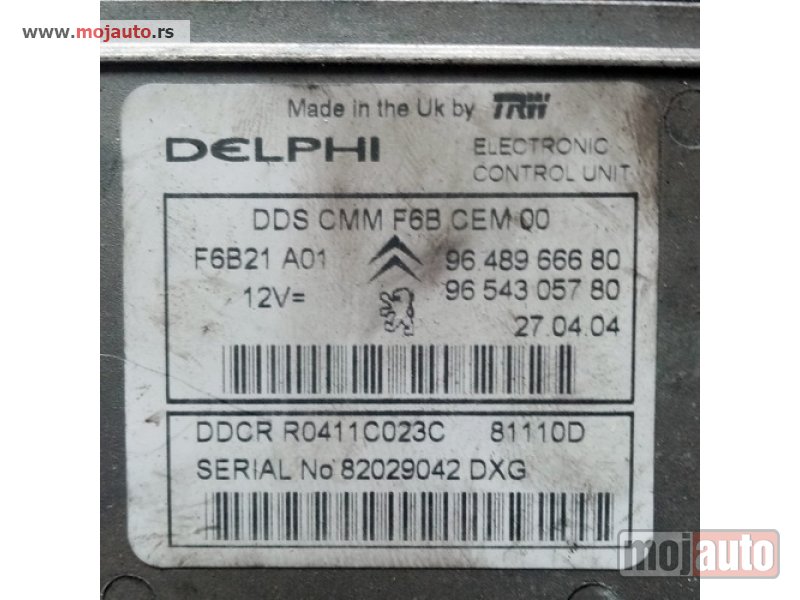 www.mojauto.rs
Made in the Uk by TRW
DELPHI ELECTRONIC
CONTROL UNIT
DDS CMM F6B CEM 00
F6B21 A01 96 489 666 80
12V= 96 543 057 80
27.04.04
DDCR R0411C023C 81110D
SERIAL No 82029042 DXG
mojauto